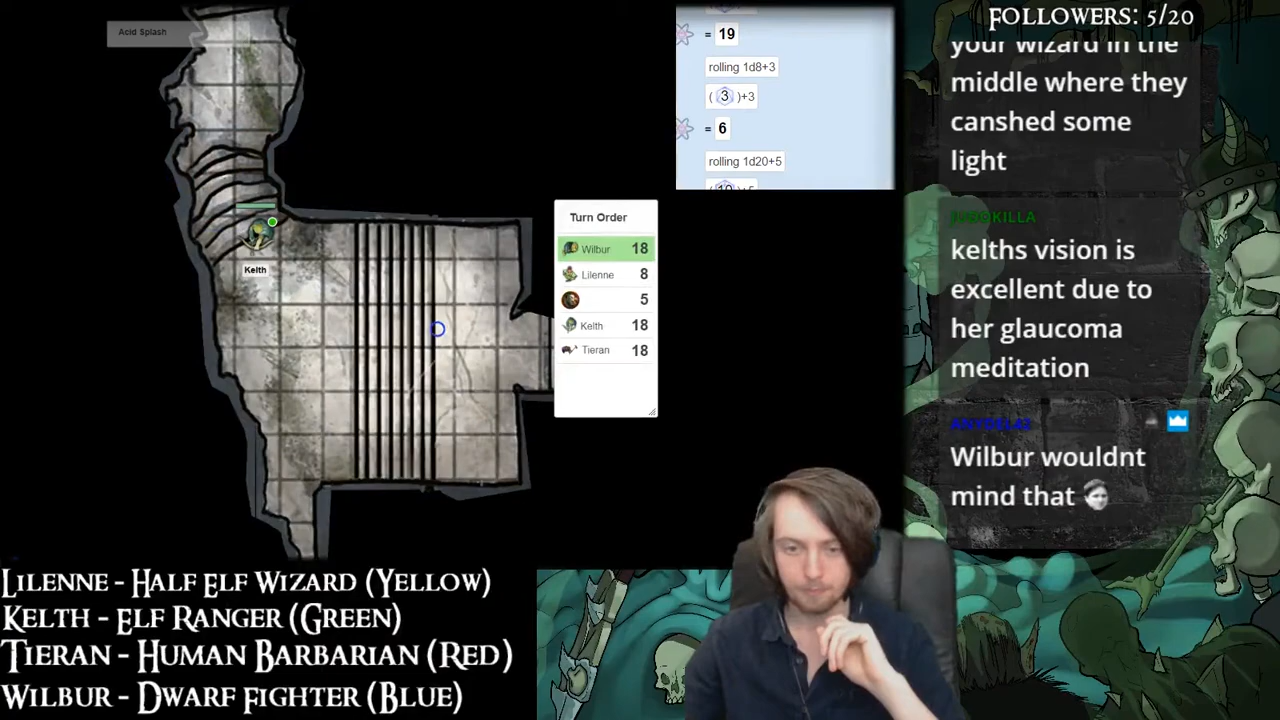 Acid Splash
Kelth
= 19
rolling 1d8+3
( 3 )+3
= 6
rolling 1d20+5
Turn Order
Wilbur 18
Lilenne 8
5
Kelth 18
Tieran 18
FOLLOWERS: 5/20
your wizard in the
middle where they
canshed some
light
kelths vision is
excellent due to
her glaucoma
meditation
Wilbur wouldnt
mind that
LILENNE - HALF ELF WIZARD (YELLOW)
KELTH - ELF RANGER (GREEN)
TIERAN - HUMAN BARBARIAN (RED)
WILBUR - DWARF FIGHTER (BLUE)